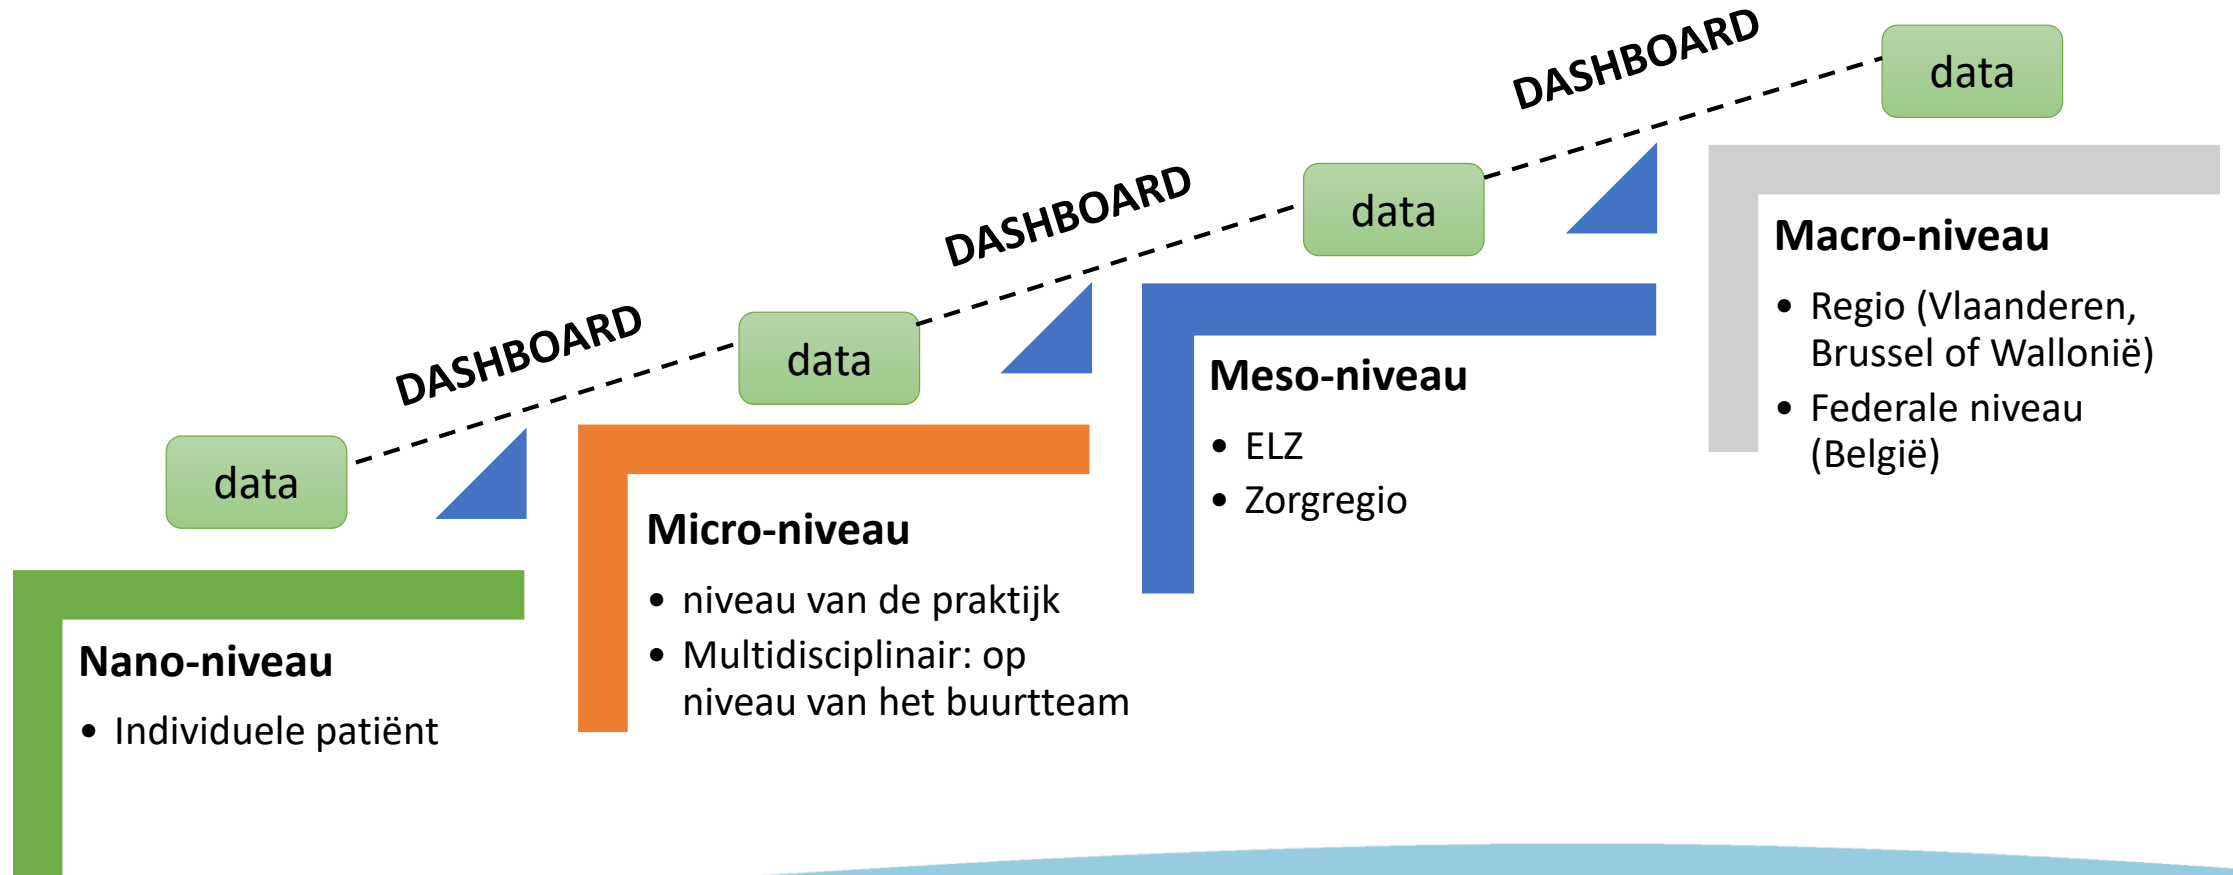 data
DASHBOARD
data
DASHBOARD
data
DASHBOARD
data
Nano-niveau
• Individuele patiënt
Micro-niveau
• niveau van de praktijk
• Multidisciplinair: op
niveau van het buurtteam
Meso-niveau
• ELZ
• Zorgregio
Macro-niveau
• Regio (Vlaanderen,
Brussel of Wallonië)
• Federale niveau
(België)